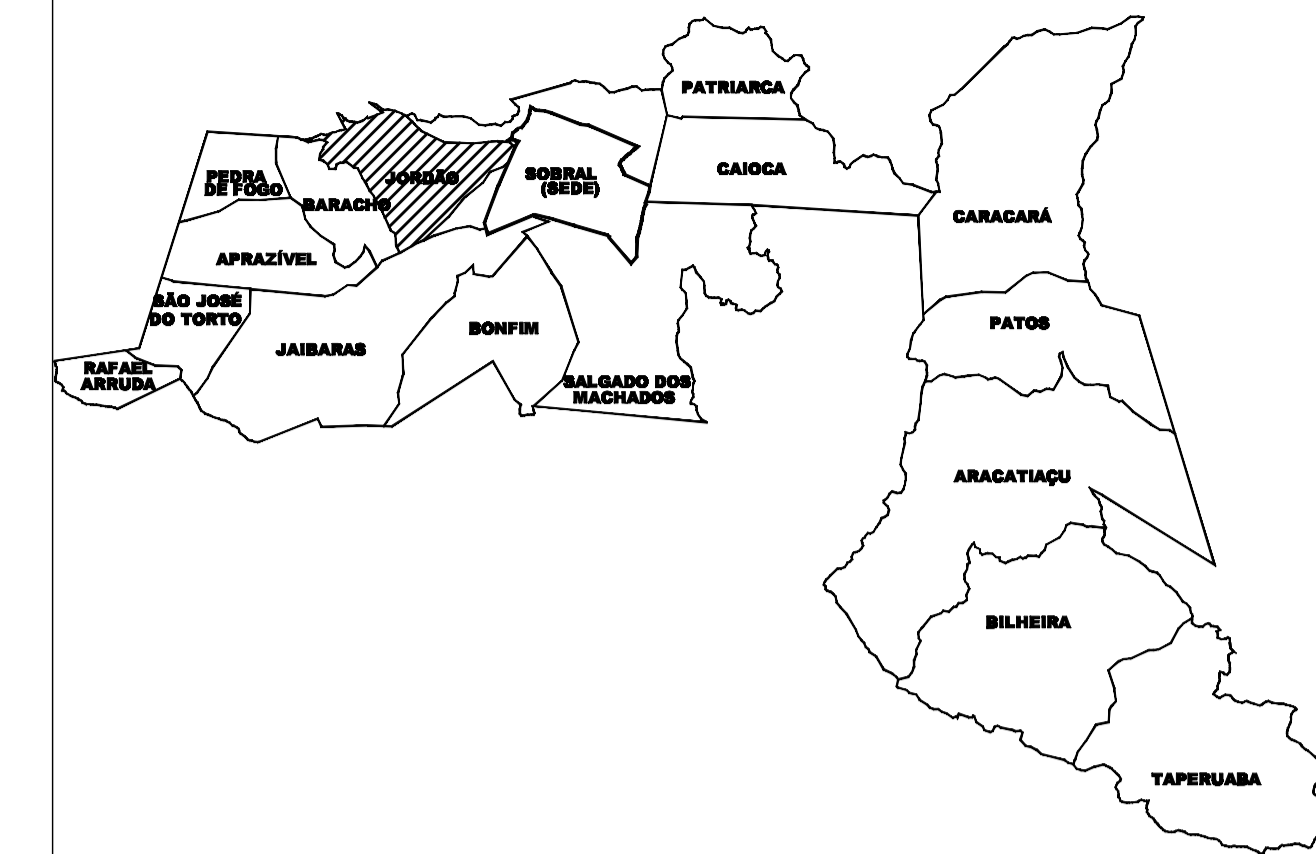 PATRIARCA
CAIOCA
SOBRAL
(SEDE)
JORDÃO
PEDRA
DE FOGO
BARACHO
CARACARÁ
APRAZÍVEL
SÃO JOSÉ
DO TORTO
JAIBARAS
BONFIM
PATOS
RAFAEL
ARRUDA
SALGADO DOS
MACHADOS
ARACATIAÇU
BILHEIRA
TAPERUABA